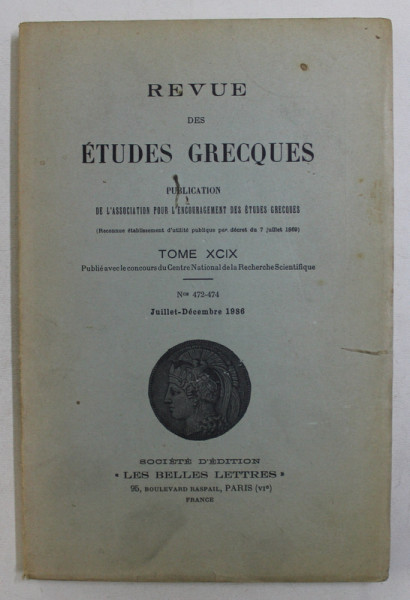 REVUE
DES
ÉTUDES GRECQUES
PUBLICATION
DE L'ASSOCIATION POUR L'ENCOURAGEMENT DES ÉTUDES GRECQUES
(Reconnue établissement d'utilité publique par décret du 7 juillet 1869)
TOME XCIX
Publié avec le concours du Centre National de la Recherche Scientifique
Nos 472-474
Juillet-Décembre 1986
SOCIÉTÉ D'ÉDITION
« LES BELLES LETTRES »
95, BOULEVARD RASPAIL, PARIS (VIe)
FRANCE